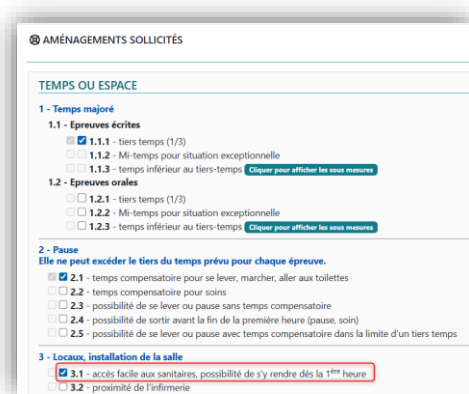 AMÉNAGEMENTS SOLLICITÉS
TEMPS OU ESPACE
1 - Temps majoré
1.1 - Epreuves écrites
1.1.1 - tiers temps (1/3)
1.1.2 - Mi-temps pour situation exceptionnelle
1.1.3 - temps inférieur au tiers-temps Cliquer pour afficher les sous mesures
1.2 - Epreuves orales
1.2.1 - tiers temps (1/3)
1.2.2 - Mi-temps pour situation exceptionnelle
1.2.3 - temps inférieur au tiers-temps Cliquer pour afficher les sous mesures
2 - Pause
Elle ne peut excéder le tiers du temps prévu pour chaque épreuve.
2.1 - temps compensatoire pour se lever, marcher, aller aux toilettes
2.2 - temps compensatoire pour soins
2.3 - possibilité de se lever ou pause sans temps compensatoire
2.4 - possibilité de sortir avant la fin de la première heure (pause, soin)
2.5 - possibilité de se lever ou pause avec temps compensatoire dans la limite d'un tiers temps
3 - Locaux, installation de la salle
3.1 - accès facile aux sanitaires, possibilité de s'y rendre dès la 1ère heure
3.2 - proximité de l'infirmerie